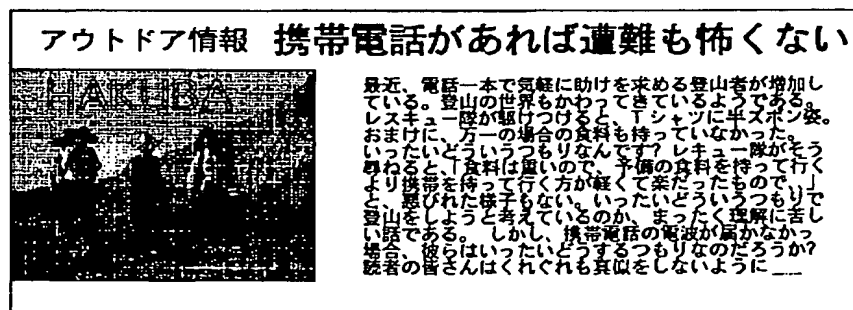 アウトドア情報 携帯電話があれば遭難も怖くない
HAKUBA
最近、電話一本で気軽に助けを求める登山者が増加し
ている。登山の世界もかわってきているようである。
レスキュー隊が駆けつけると、Tシャツに半ズボン姿。
おまけに、万一の場合の食料も持っていなかった。
いったいどういうつもりなんです? レキュー隊がそう
尋ねると、「食料は重いので、予備の食料を持って行く
より携帯を持って行く方が軽くて楽だったもので、」
と、悪びれた様子もない。いったいどういうつもりで
登山をしようと考えているのか、まったく理解に苦し
い話である。 しかし、携帯電話の電波が届かなかっ
場合、彼らはいったいどうするつもりなのだろうか?
読者の皆さんはくれぐれも真似をしないように__